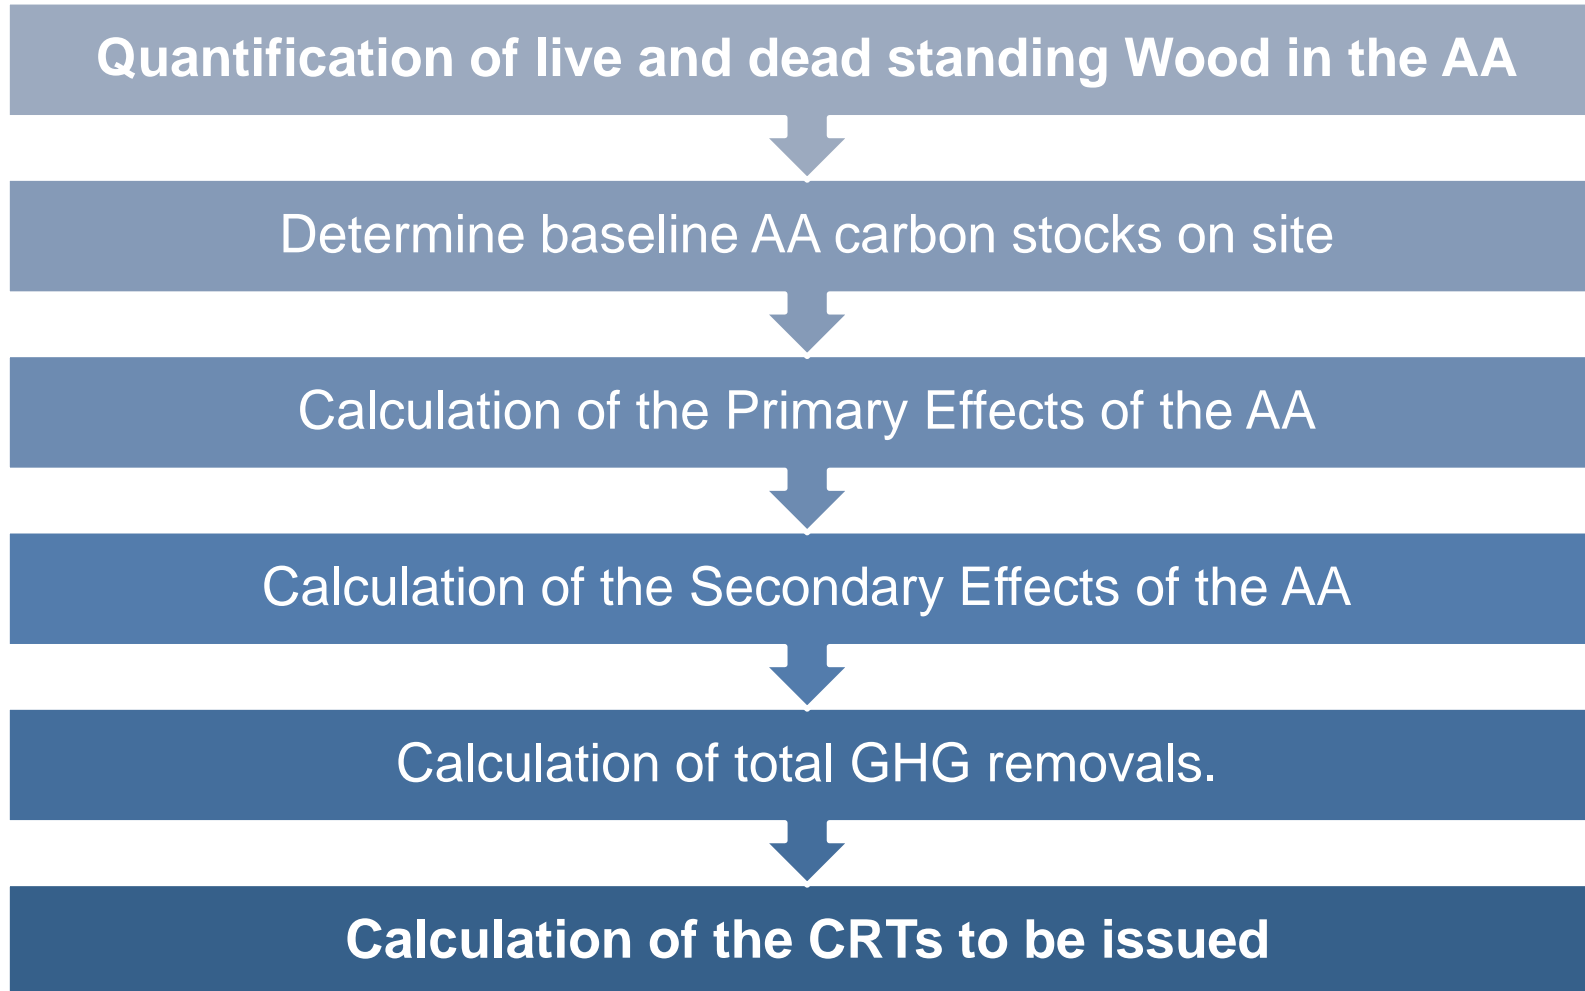 Quantification of live and dead standing Wood in the AA
Determine baseline AA carbon stocks on site
Calculation of the Primary Effects of the AA
Calculation of the Secondary Effects of the AA
Calculation of total GHG removals.
Calculation of the CRTs to be issued